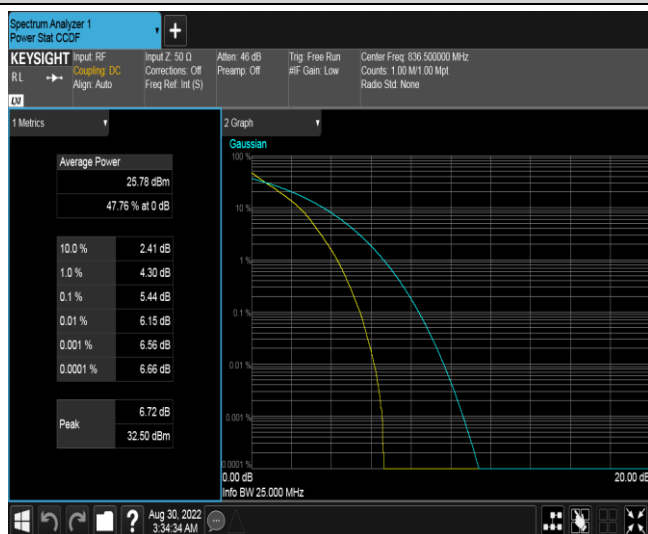 Spectrum Analyzer 1
Power Stat CCDF
+
KEYSIGHT
RL
LXI
Input: RF
Coupling: DC
Align: Auto
Input Z: 50 Ω
Corrections: Off
Freq Ref: Int (S)
Atten: 46 dB
Preamp: Off
Trig: Free Run
#IF Gain: Low
Center Freq: 836.500000 MHz
Counts: 1.00 M/1.00 Mpt
Radio Std: None
1 Metrics
Average Power
25.78 dBm
47.76 % at 0 dB
10.0 % 2.41 dB
1.0 % 4.30 dB
0.1 % 5.44 dB
0.01 % 6.15 dB
0.001 % 6.56 dB
0.0001 % 6.66 dB
Peak
6.72 dB
32.50 dBm
2 Graph
Gaussian
100 %
10 %
1 %
0.1 %
0.01 %
0.001 %
0.0001 %
0.00 dB
20.00 dB
Info BW 25.000 MHz
?
Aug 30, 2022
3:34:34 AM